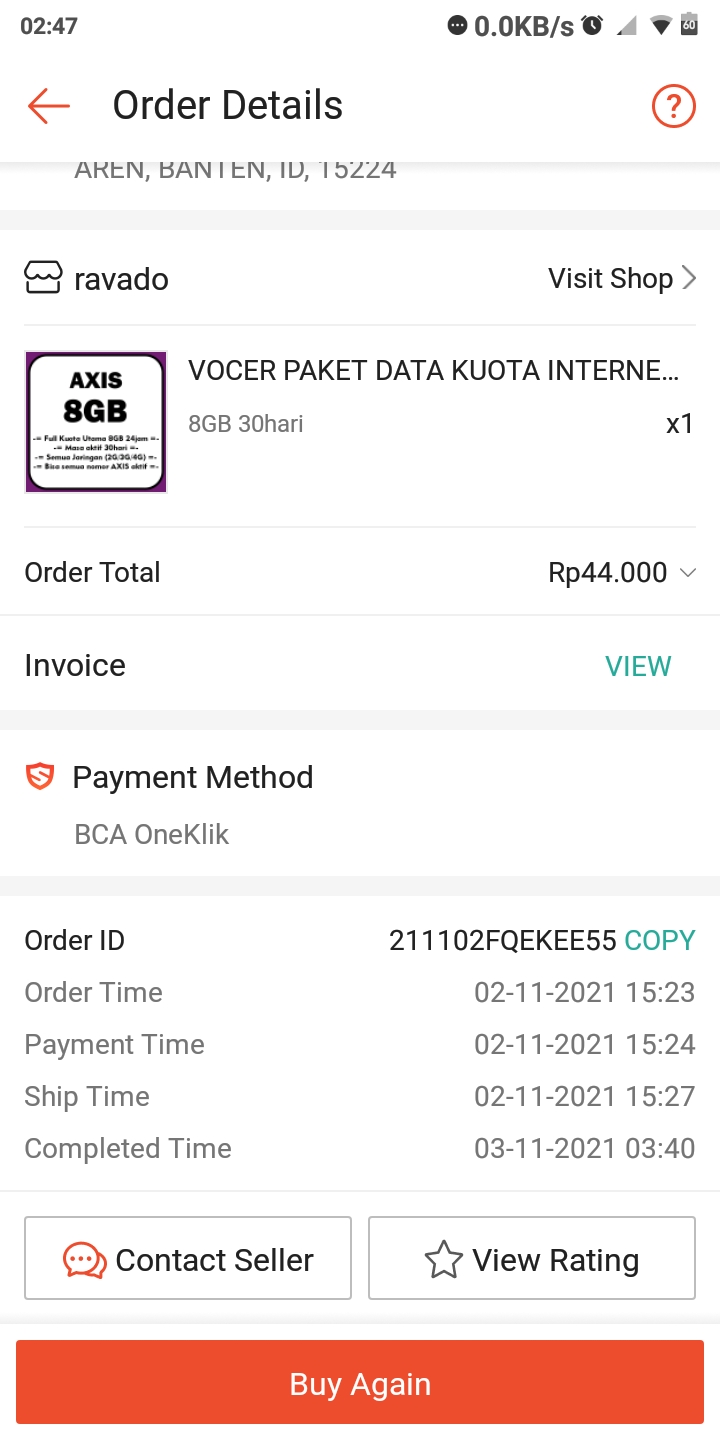 02:47
0.0KB/s
60
Order Details
?
AREN, BANTEN, ID, 15224
ravado
Visit Shop
AXIS
8GB
-= Full Kuota Utama 8GB 24jam =-
-= Masa aktif 30hari =-
-= Semua Jaringan (2G/3G/4G) =-
-= Bisa semua nomor AXIS aktif =-
VOCER PAKET DATA KUOTA INTERNE...
8GB 30hari
x1
Order Total
Rp44.000
Invoice
VIEW
Payment Method
BCA OneKlik
Order ID
211102FQEKEE55 COPY
Order Time
02-11-2021 15:23
Payment Time
02-11-2021 15:24
Ship Time
02-11-2021 15:27
Completed Time
03-11-2021 03:40
Contact Seller
View Rating
Buy Again